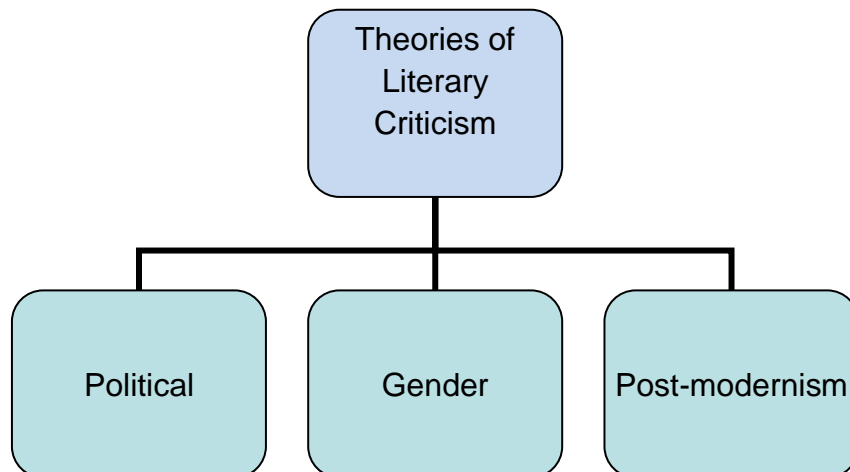 Theories of
Literary
Criticism
Political
Gender
Post-modernism